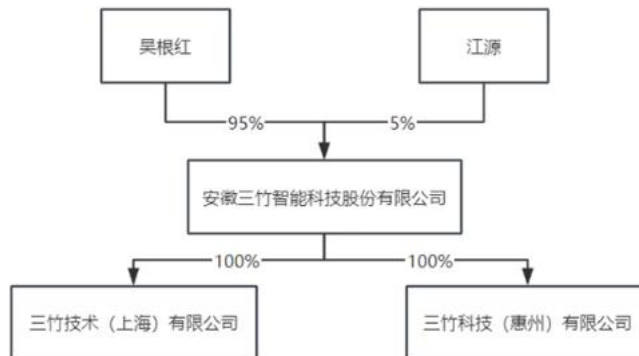 吴根红
江源
95%
5%
安徽三竹智能科技股份有限公司
100%
100%
三竹技术（上海）有限公司
三竹科技（惠州）有限公司